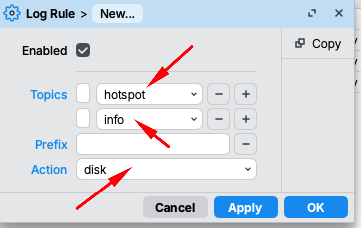 Log Rule > New...
Enabled
Copy
Topics hotspot
info
Prefix
Action disk
Cancel Apply OK